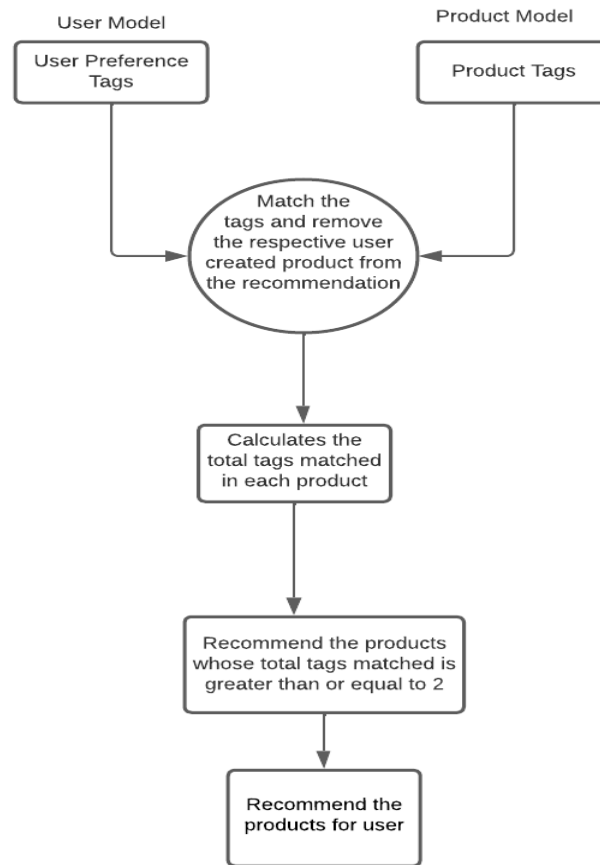 User Model
Product Model
User Preference
Tags
Product Tags
Match the
tags and remove
the respective user
created product from
the recommendation
Calculates the
total tags matched
in each product
Recommend the products
whose total tags matched is
greater than or equal to 2
Recommend the
products for user